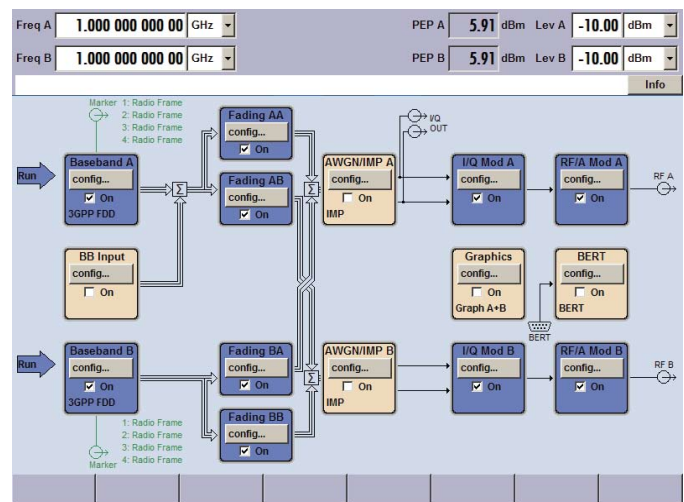 Freq A 1.000 000 000 00 GHz PEP A 5.91 dBm Lev A -10.00 dBm
Freq B 1.000 000 000 00 GHz PEP B 5.91 dBm Lev B -10.00 dBm
Info
Marker 1: Radio Frame
2: Radio Frame
3: Radio Frame
4: Radio Frame
Fading AA
config...
On
I/Q
OUT
Run
Baseband A
config...
On
3GPP FDD
Σ
Fading AB
config...
On
Σ
AWGN/IMP A
config...
On
IMP
I/Q Mod A
config...
On
RF/A Mod A
config...
On
RF A
BB Input
config...
On
Graphics
config...
On
Graph A+B
BERT
config...
On
BERT
BERT
Run
Baseband B
config...
On
3GPP FDD
Fading BA
config...
On
Σ
AWGN/IMP B
config...
On
IMP
I/Q Mod B
config...
On
RF/A Mod B
config...
On
RF B
Fading BB
config...
On
1: Radio Frame
2: Radio Frame
3: Radio Frame
Marker 4: Radio Frame